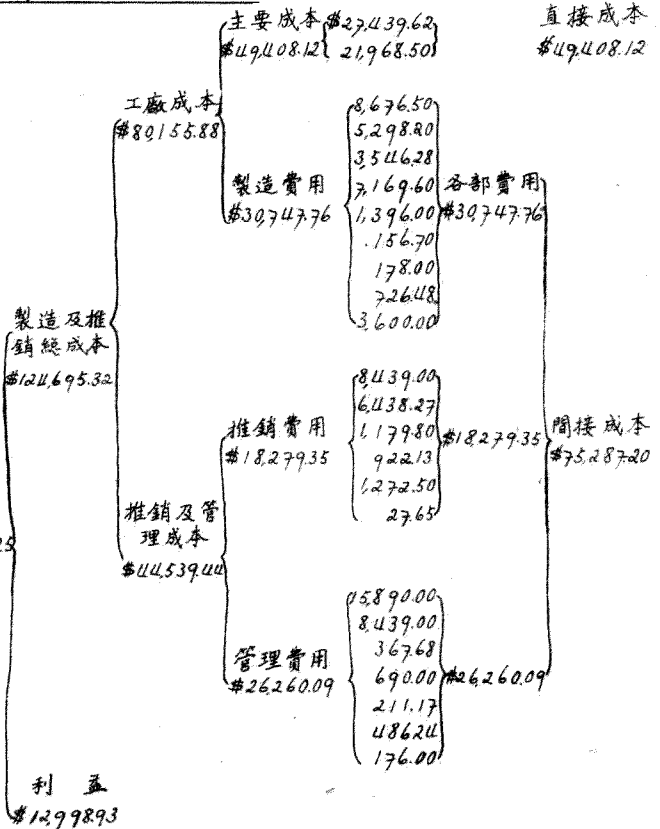 主要成本
$49,408.12
$27,439.62
21,968.50
直接成本
$49,408.12
工廠成本
$80,155.88
製造費用
$30,747.76
8,676.50
5,298.20
3,546.28
7,169.60
1,396.00
156.70
178.00
726.48
3,600.00
各部費用
$30,747.76
製造及推
銷總成本
$124,695.32
推銷費用
$18,279.35
8,439.00
6,438.27
1,179.80
922.13
1,272.50
27.65
$18,279.35
間接成本
$75,287.20
推銷及管
理成本
$44,539.44
管理費用
$26,260.09
15,890.00
8,439.00
367.68
690.00
211.17
486.24
176.00
$26,260.09
利 益
$12,998.93